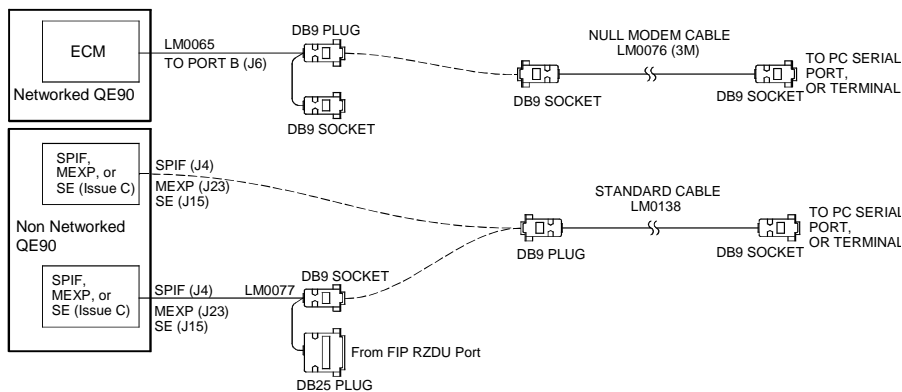 ECM
Networked QE90
LM0065
TO PORT B (J6)
DB9 PLUG
DB9 SOCKET
NULL MODEM CABLE
LM0076 (3M)
DB9 SOCKET
DB9 SOCKET
TO PC SERIAL
PORT,
OR TERMINAL
SPIF,
MEXP, or
SE (Issue C)
SPIF (J4)
MEXP (J23)
SE (J15)
Non Networked
QE90
STANDARD CABLE
LM0138
DB9 PLUG
DB9 SOCKET
TO PC SERIAL
PORT,
OR TERMINAL
SPIF,
MEXP, or
SE (Issue C)
SPIF (J4)
MEXP (J23)
SE (J15)
LM0077
DB9 SOCKET
From FIP RZDU Port
DB25 PLUG